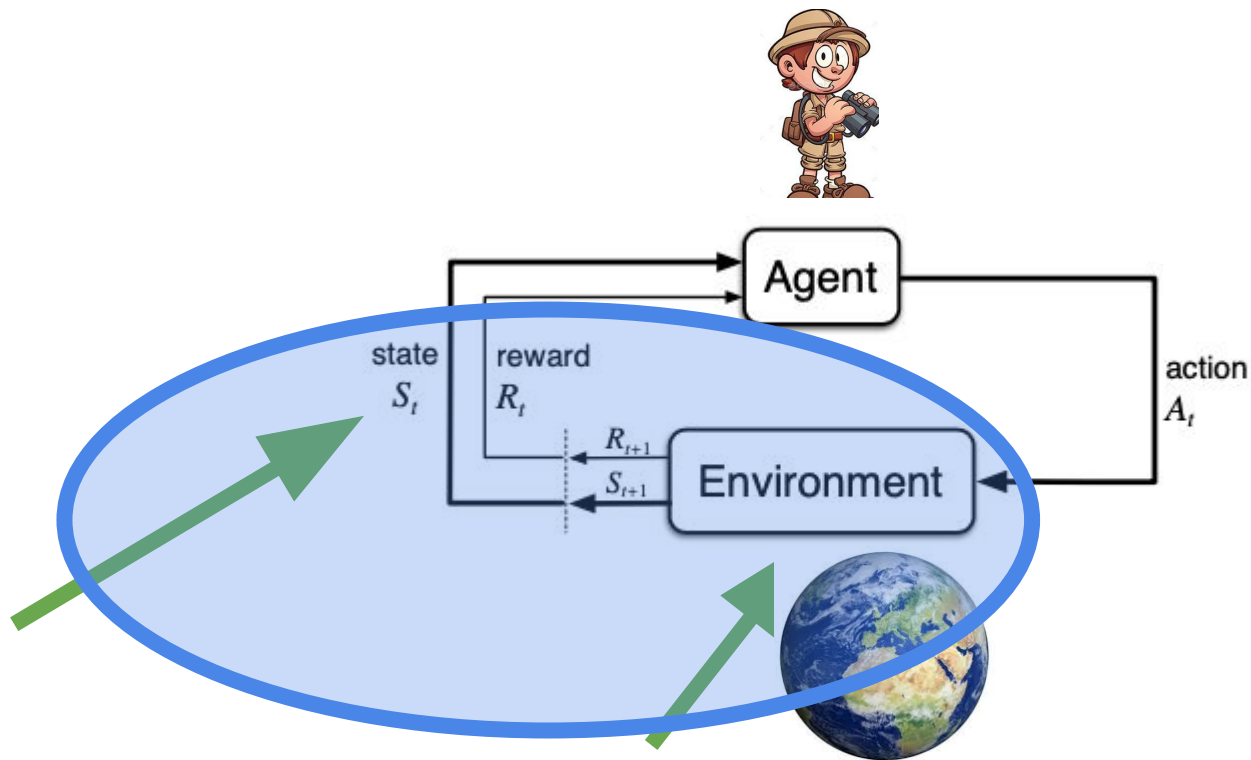 Agent
state
S_t
reward
R_t
action
A_t
R_{t+1}
S_{t+1}
Environment